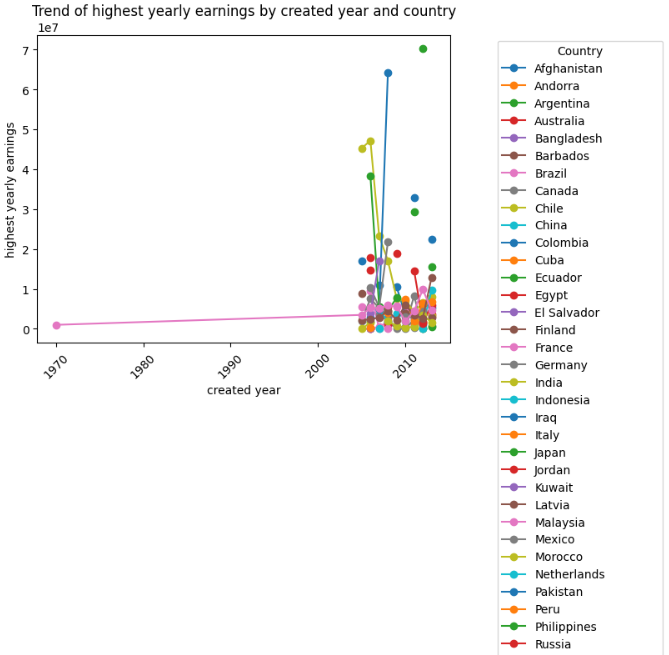 Trend of highest yearly earnings by created year and country
1e7
7
6
5
4
3
2
1
0
highest yearly earnings
1970
1980
1990
2000
2010
created year
Country
Afghanistan
Andorra
Argentina
Australia
Bangladesh
Barbados
Brazil
Canada
Chile
China
Colombia
Cuba
Ecuador
Egypt
El Salvador
Finland
France
Germany
India
Indonesia
Iraq
Italy
Japan
Jordan
Kuwait
Latvia
Malaysia
Mexico
Morocco
Netherlands
Pakistan
Peru
Philippines
Russia